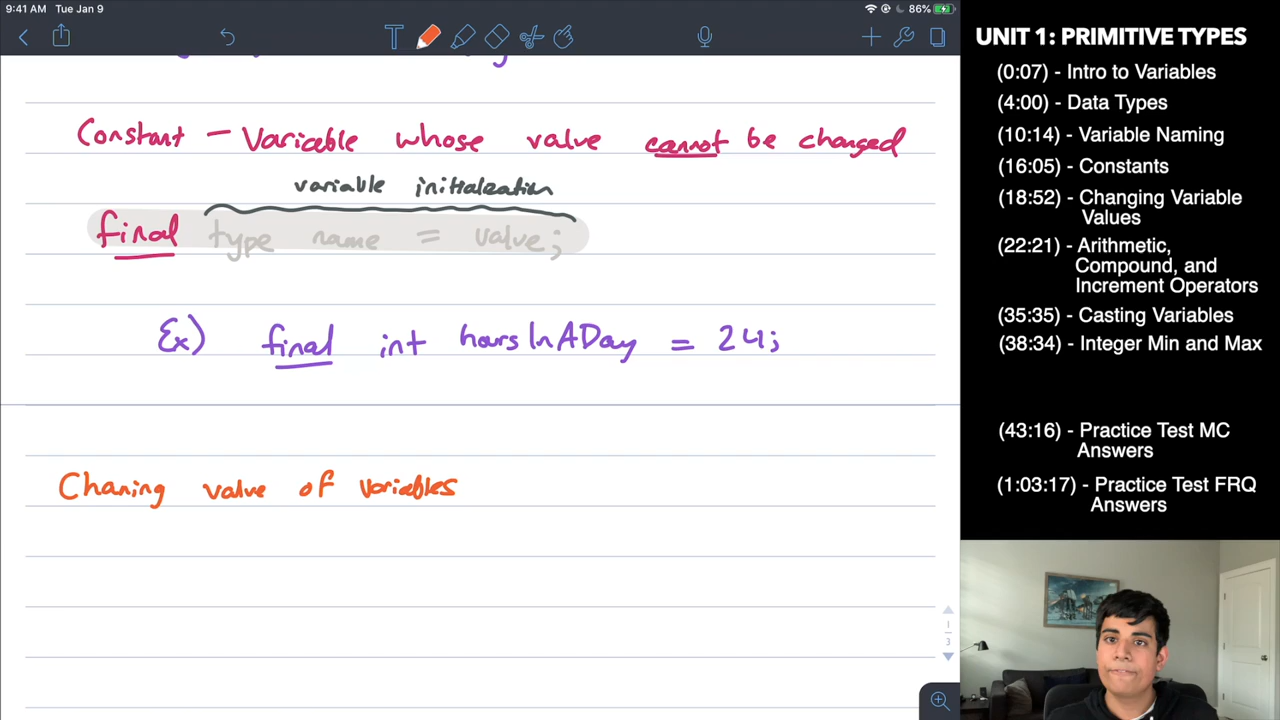 9:41 AM Tue Jan 9
86%
Constant – Variable whose value cannot be changed
variable initialization
final type name = value;
Ex) final int hoursInADay = 24;
Chaning value of variables
1
3
UNIT 1: PRIMITIVE TYPES
(0:07) - Intro to Variables
(4:00) - Data Types
(10:14) - Variable Naming
(16:05) - Constants
(18:52) - Changing Variable
Values
(22:21) - Arithmetic,
Compound, and
Increment Operators
(35:35) - Casting Variables
(38:34) - Integer Min and Max
(43:16) - Practice Test MC
Answers
(1:03:17) - Practice Test FRQ
Answers